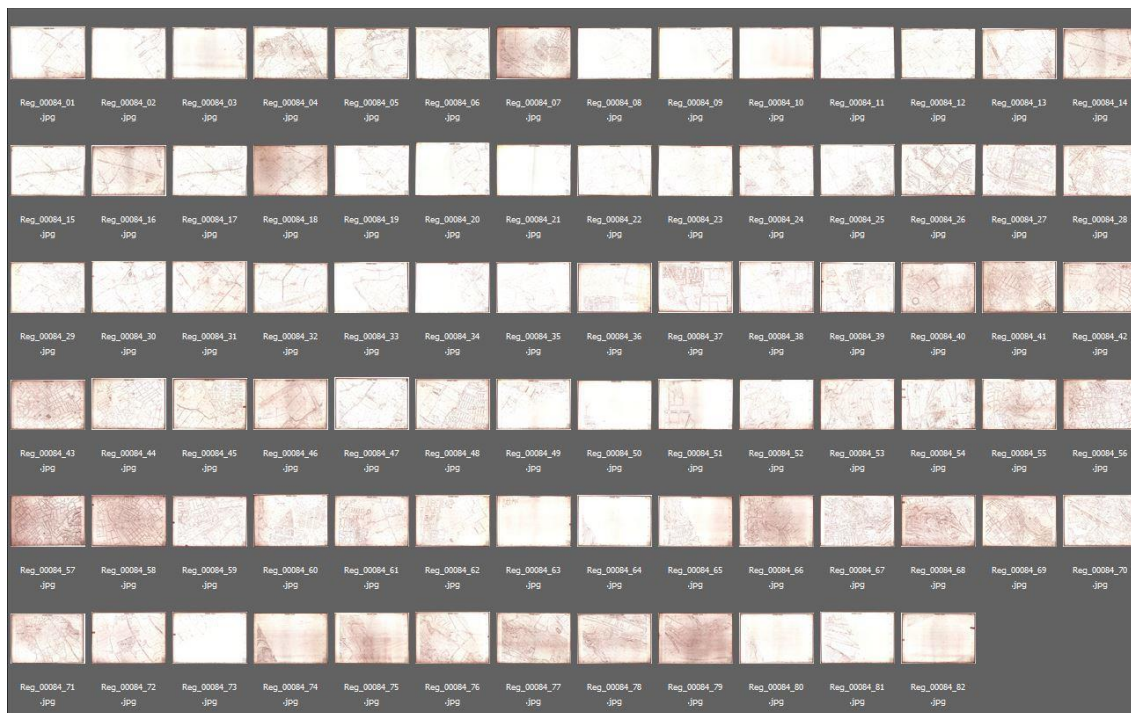 Reg_00084_01 Reg_00084_02 Reg_00084_03 Reg_00084_04 Reg_00084_05 Reg_00084_06 Reg_00084_07 Reg_00084_08 Reg_00084_09 Reg_00084_10 Reg_00084_11 Reg_00084_12 Reg_00084_13 Reg_00084_14
.jpg .jpg .jpg .jpg .jpg .jpg .jpg .jpg .jpg .jpg .jpg .jpg .jpg .jpg
Reg_00084_15 Reg_00084_16 Reg_00084_17 Reg_00084_18 Reg_00084_19 Reg_00084_20 Reg_00084_21 Reg_00084_22 Reg_00084_23 Reg_00084_24 Reg_00084_25 Reg_00084_26 Reg_00084_27 Reg_00084_28
.jpg .jpg .jpg .jpg .jpg .jpg .jpg .jpg .jpg .jpg .jpg .jpg .jpg .jpg
Reg_00084_29 Reg_00084_30 Reg_00084_31 Reg_00084_32 Reg_00084_33 Reg_00084_34 Reg_00084_35 Reg_00084_36 Reg_00084_37 Reg_00084_38 Reg_00084_39 Reg_00084_40 Reg_00084_41 Reg_00084_42
.jpg .jpg .jpg .jpg .jpg .jpg .jpg .jpg .jpg .jpg .jpg .jpg .jpg .jpg
Reg_00084_43 Reg_00084_44 Reg_00084_45 Reg_00084_46 Reg_00084_47 Reg_00084_48 Reg_00084_49 Reg_00084_50 Reg_00084_51 Reg_00084_52 Reg_00084_53 Reg_00084_54 Reg_00084_55 Reg_00084_56
.jpg .jpg .jpg .jpg .jpg .jpg .jpg .jpg .jpg .jpg .jpg .jpg .jpg .jpg
Reg_00084_57 Reg_00084_58 Reg_00084_59 Reg_00084_60 Reg_00084_61 Reg_00084_62 Reg_00084_63 Reg_00084_64 Reg_00084_65 Reg_00084_66 Reg_00084_67 Reg_00084_68 Reg_00084_69 Reg_00084_70
.jpg .jpg .jpg .jpg .jpg .jpg .jpg .jpg .jpg .jpg .jpg .jpg .jpg .jpg
Reg_00084_71 Reg_00084_72 Reg_00084_73 Reg_00084_74 Reg_00084_75 Reg_00084_76 Reg_00084_77 Reg_00084_78 Reg_00084_79 Reg_00084_80 Reg_00084_81 Reg_00084_82
.jpg .jpg .jpg .jpg .jpg .jpg .jpg .jpg .jpg .jpg .jpg .jpg